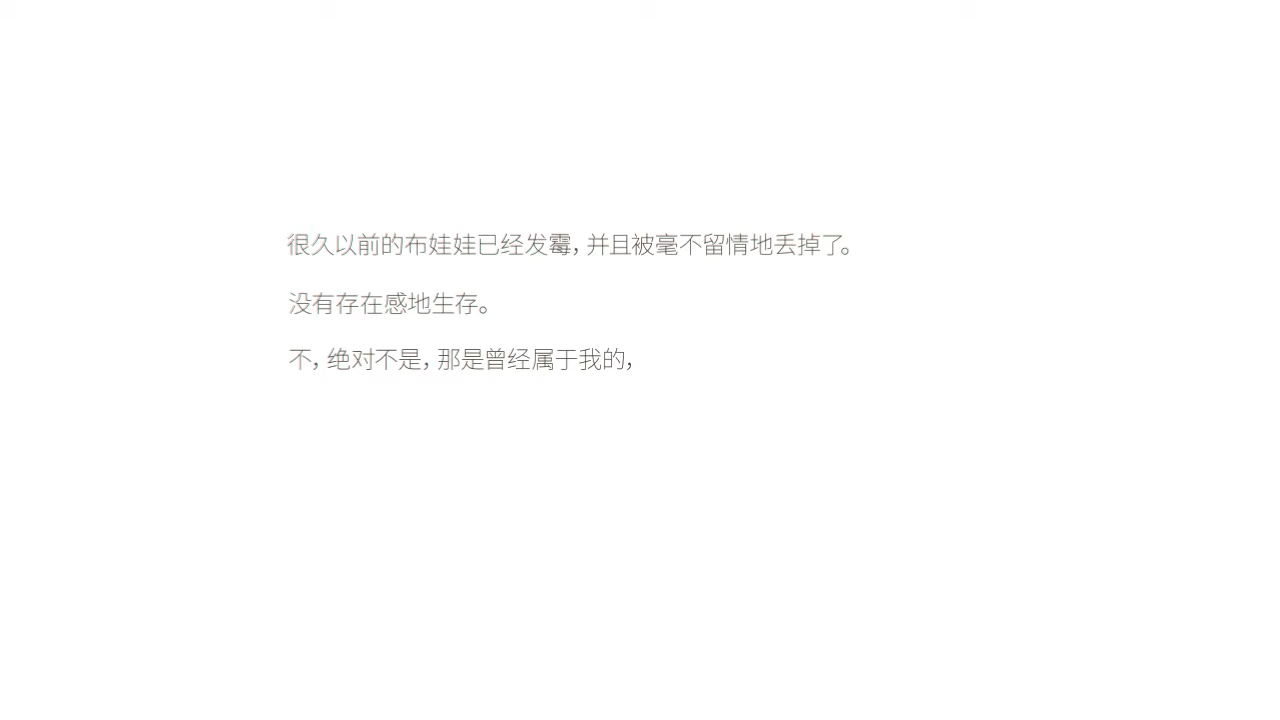 很久以前的布娃娃已经发霉，并且被毫不留情地丢掉了。
没有存在感地生存。
不，绝对不是，那是曾经属于我的，